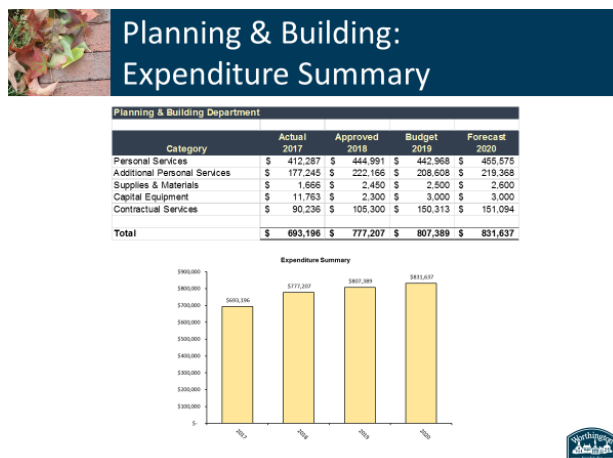 Planning & Building:
Expenditure Summary
Planning & Building Department
Actual Approved Budget Forecast
Category 2017 2018 2019 2020
Personal Services $ 412,287 $ 444,991 $ 442,968 $ 455,575
Additional Personal Services $ 177,245 $ 222,166 $ 208,608 $ 219,368
Supplies & Materials $ 1,666 $ 2,450 $ 2,500 $ 2,600
Capital Equipment $ 11,763 $ 2,300 $ 3,000 $ 3,000
Contractual Services $ 90,236 $ 105,300 $ 150,313 $ 151,094
Total $ 693,196 $ 777,207 $ 807,389 $ 831,637
Expenditure Summary
$900,000
$800,000
$700,000
$600,000
$500,000
$400,000
$300,000
$200,000
$100,000
$-
$693,196 $777,207 $807,389 $831,637
2017 2018 2019 2020